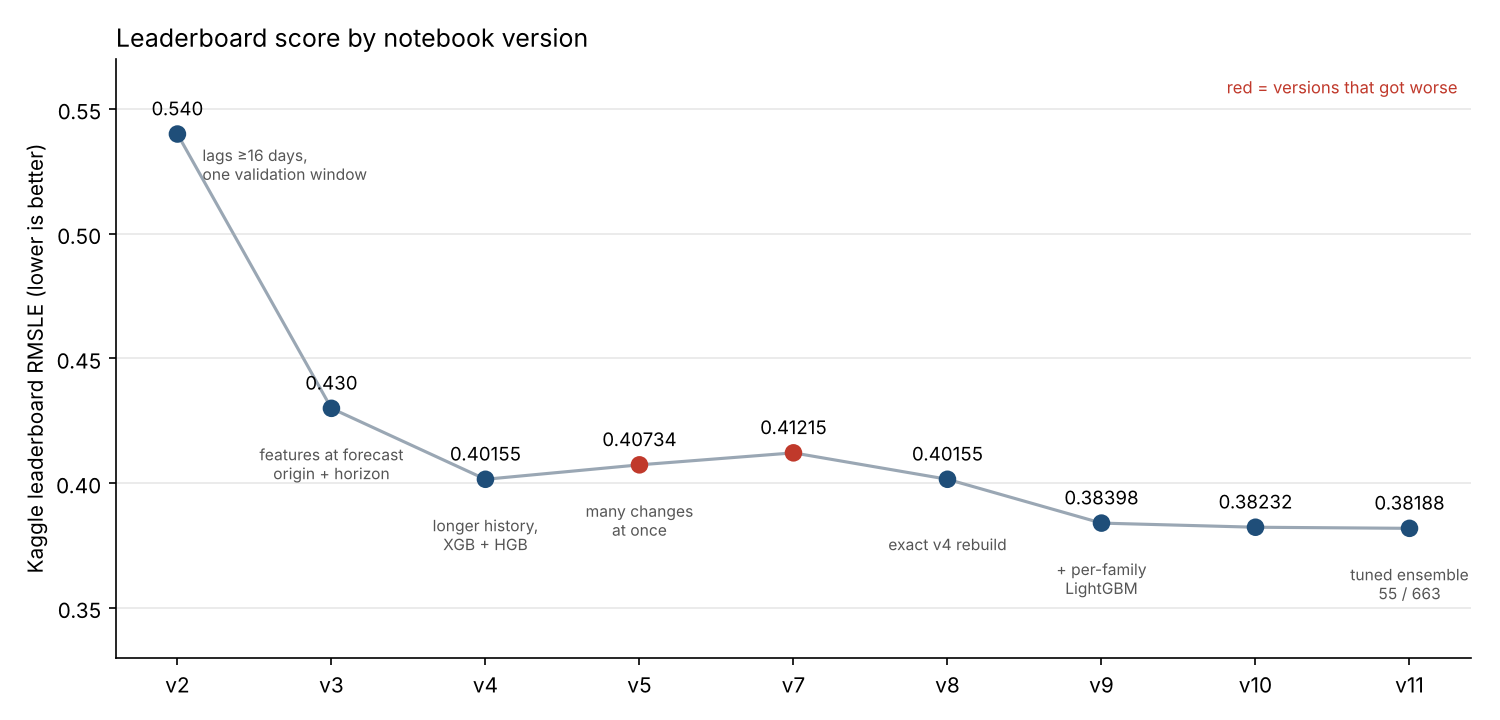 Leaderboard score by notebook version
red = versions that got worse
Kaggle leaderboard RMSLE (lower is better)
0.55
0.50
0.45
0.40
0.35
0.540
lags ≥16 days,
one validation window
0.430
features at forecast
origin + horizon
0.40155
longer history,
XGB + HGB
0.40734
many changes
at once
0.41215
0.40155
exact v4 rebuild
0.38398
+ per-family
LightGBM
0.38232
0.38188
tuned ensemble
55 / 663
v2
v3
v4
v5
v7
v8
v9
v10
v11